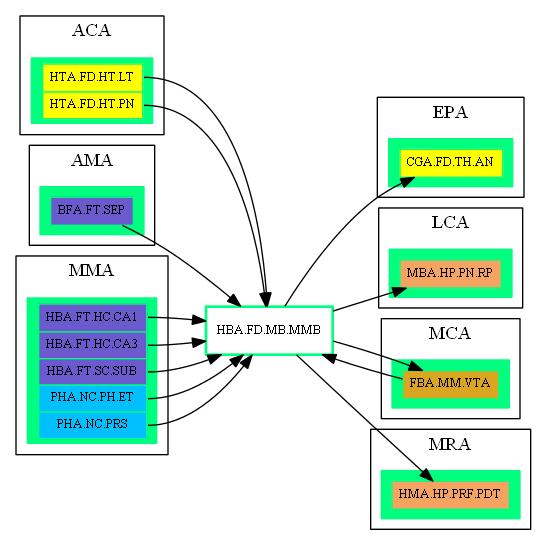 ACA
HTA.FD.HT.LT
HTA.FD.HT.PN
AMA
BFA.FT.SEP
MMA
HBA.FT.HC.CA1
HBA.FT.HC.CA3
HBA.FT.SC.SUB
PHA.NC.PH.ET
PHA.NC.PRS
HBA.FD.MB.MMB
EPA
CGA.FD.TH.AN
LCA
MBA.HP.PN.RP
MCA
FBA.MM.VTA
MRA
HMA.HP.PRF.PDT